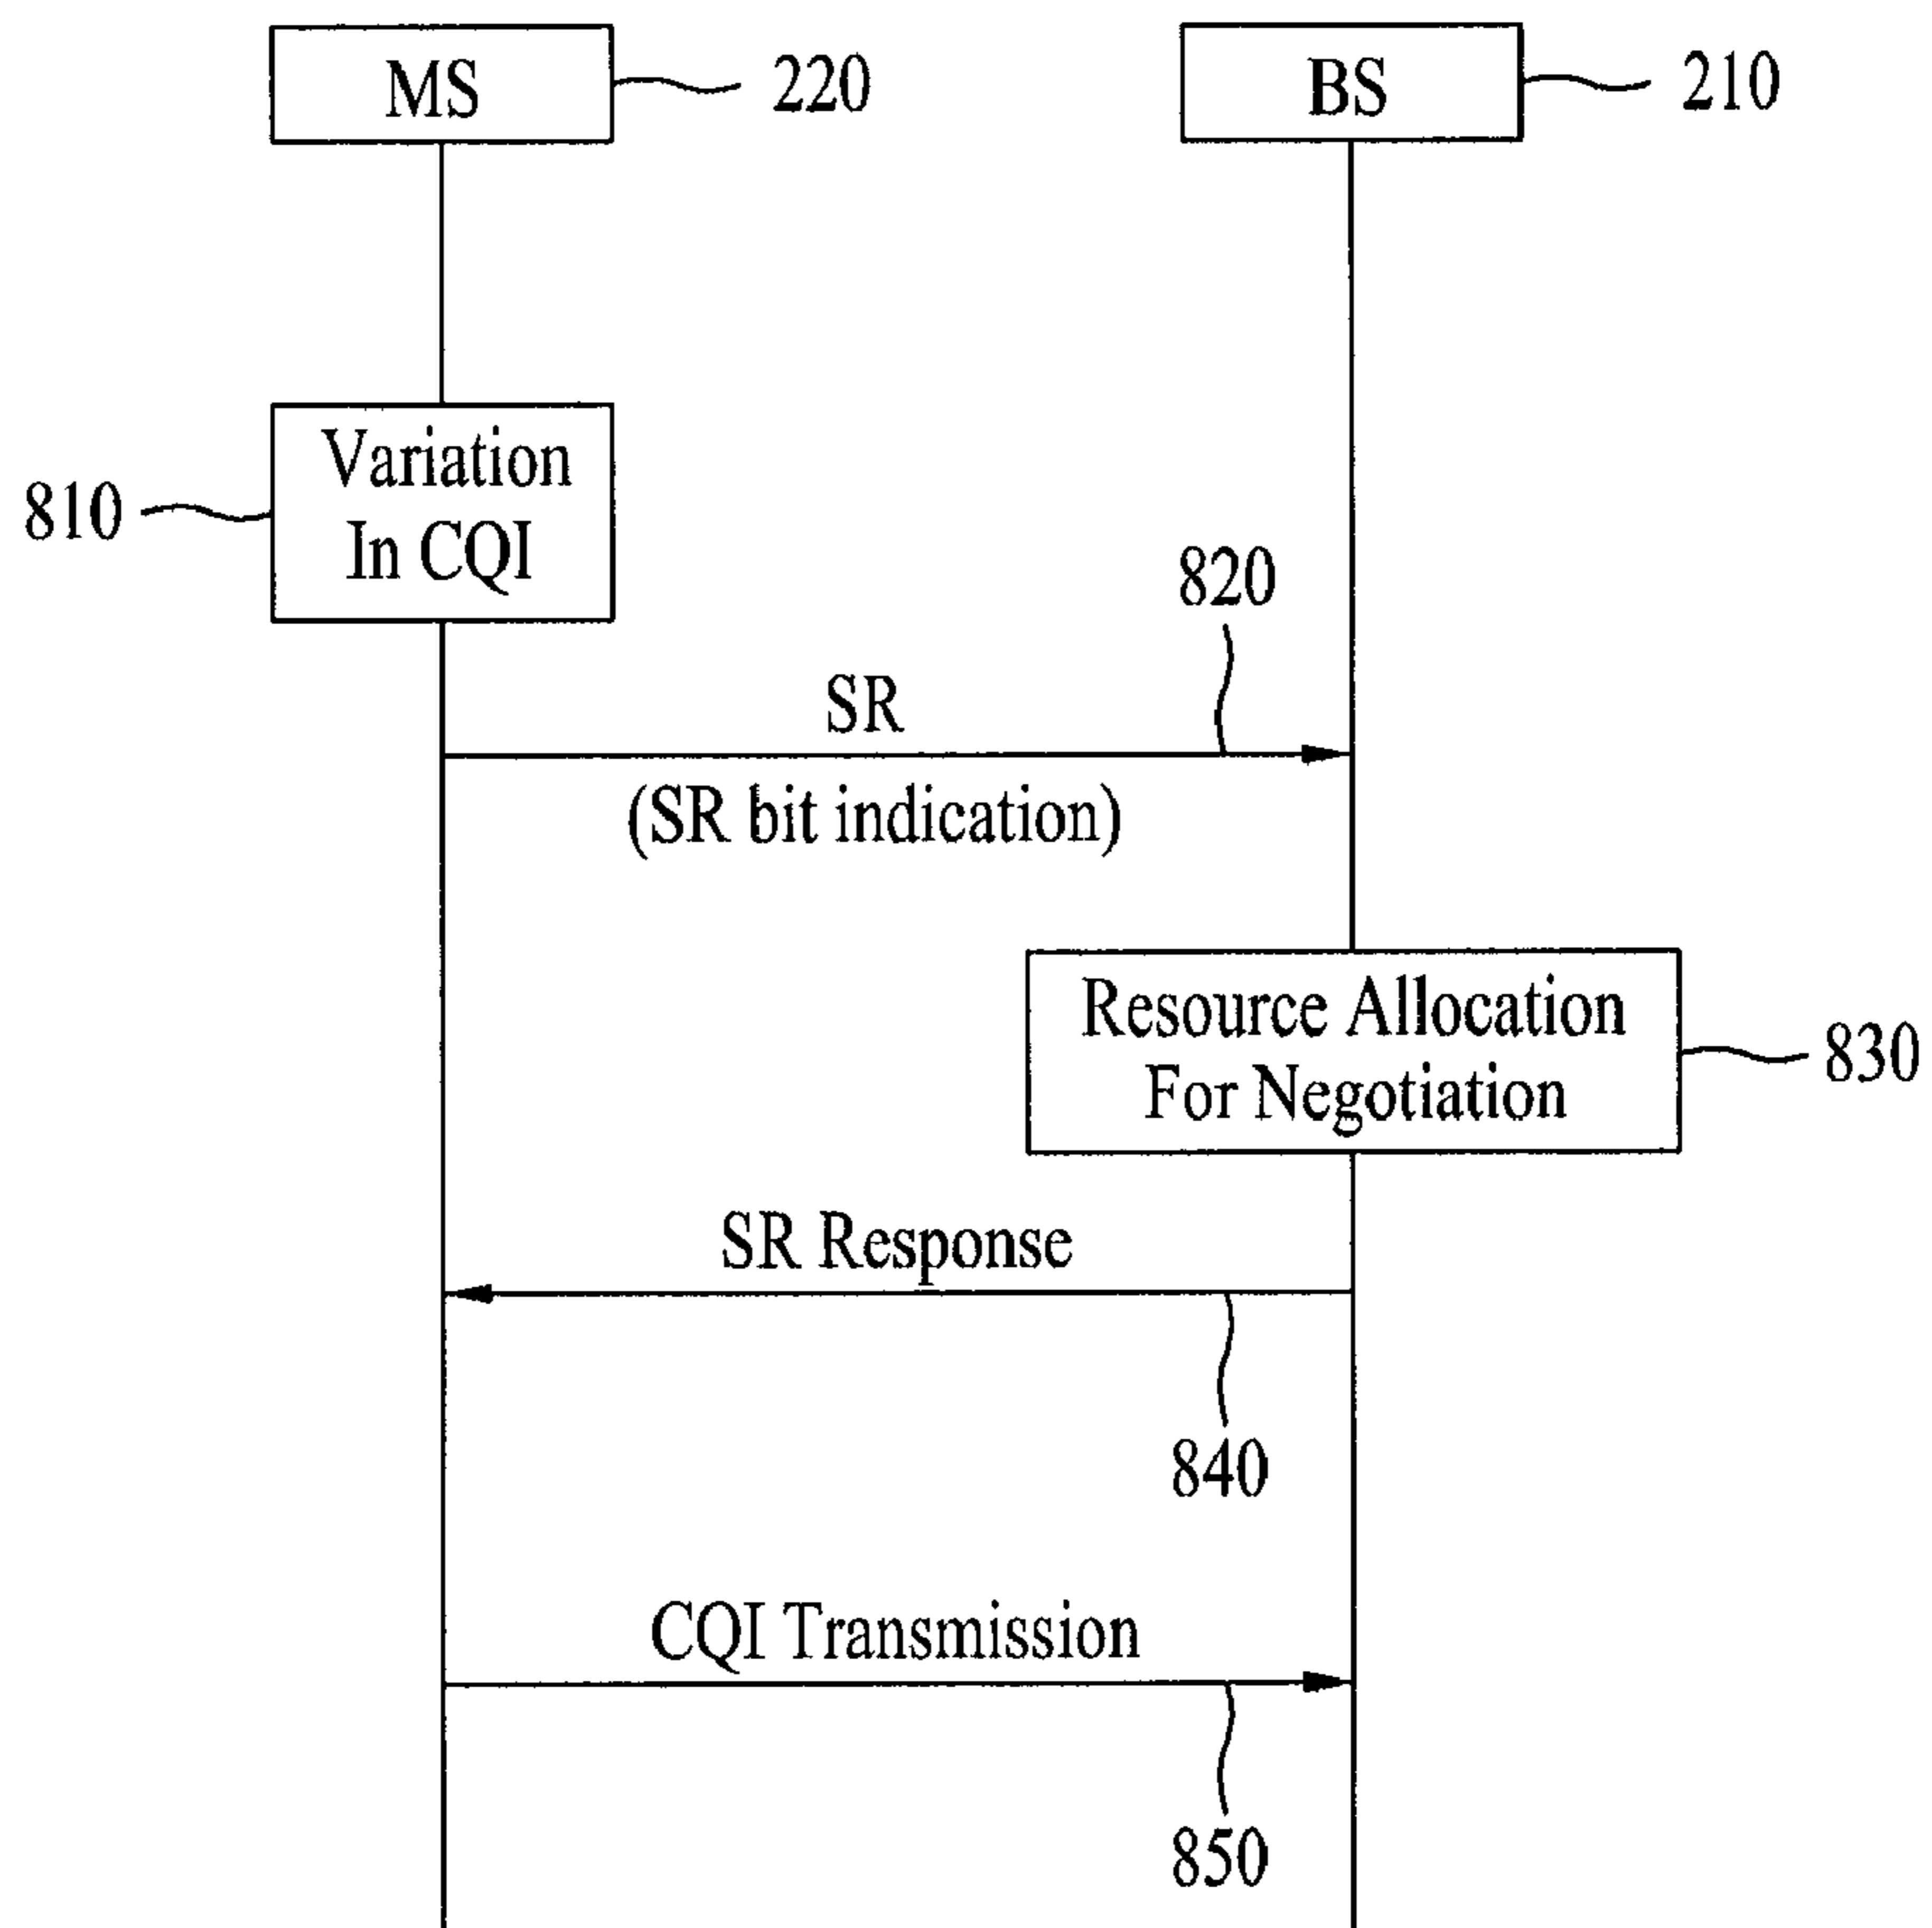 MS
220
BS
210
Variation
In CQI
810
820
SR
(SR bit indication)
Resource Allocation
For Negotiation
830
SR Response
840
CQI Transmission
850